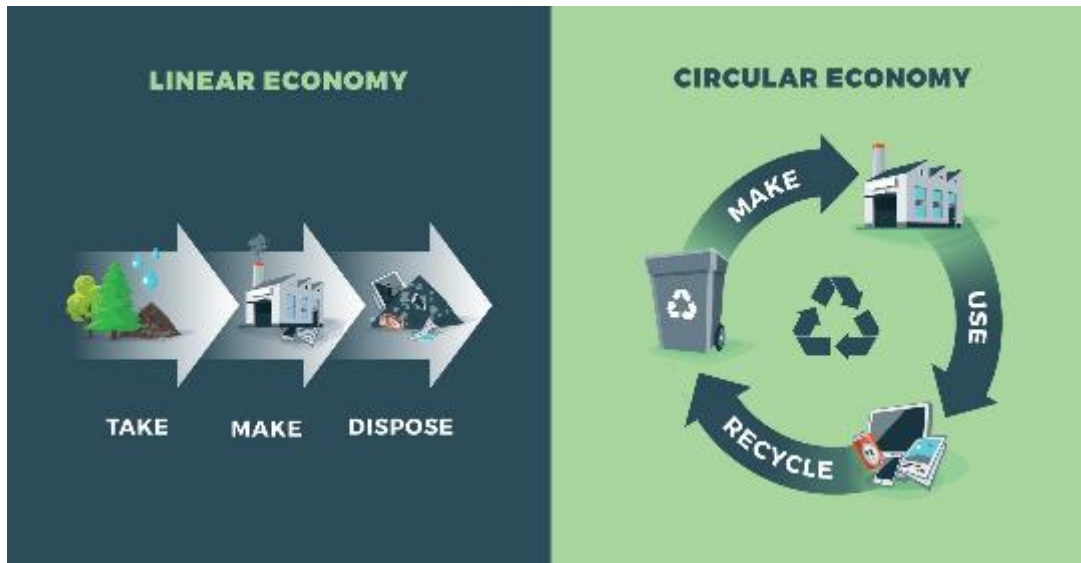 LINEAR ECONOMY
TAKE
MAKE
DISPOSE
CIRCULAR ECONOMY
MAKE
USE
RECYCLE